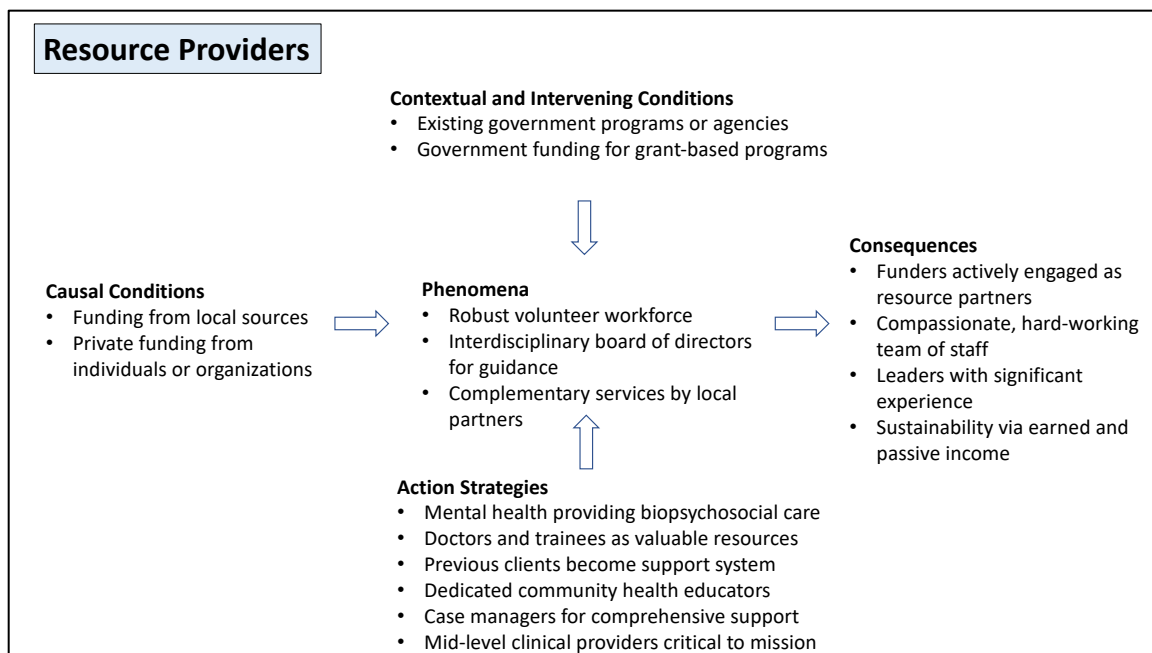 Resource Providers
Contextual and Intervening Conditions
• Existing government programs or agencies
• Government funding for grant-based programs
Causal Conditions
• Funding from local sources
• Private funding from
individuals or organizations
Phenomena
• Robust volunteer workforce
• Interdisciplinary board of directors
for guidance
• Complementary services by local
partners
Consequences
• Funders actively engaged as
resource partners
• Compassionate, hard-working
team of staff
• Leaders with significant
experience
• Sustainability via earned and
passive income
Action Strategies
• Mental health providing biopsychosocial care
• Doctors and trainees as valuable resources
• Previous clients become support system
• Dedicated community health educators
• Case managers for comprehensive support
• Mid-level clinical providers critical to mission